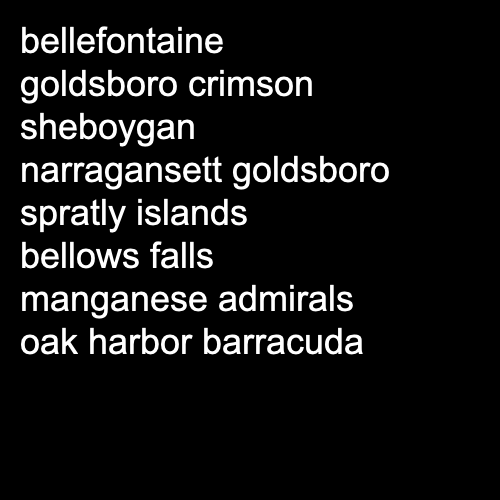 bellefontaine
goldsboro crimson
sheboygan
narragansett goldsboro
spratly islands
bellows falls
manganese admirals
oak harbor barracuda